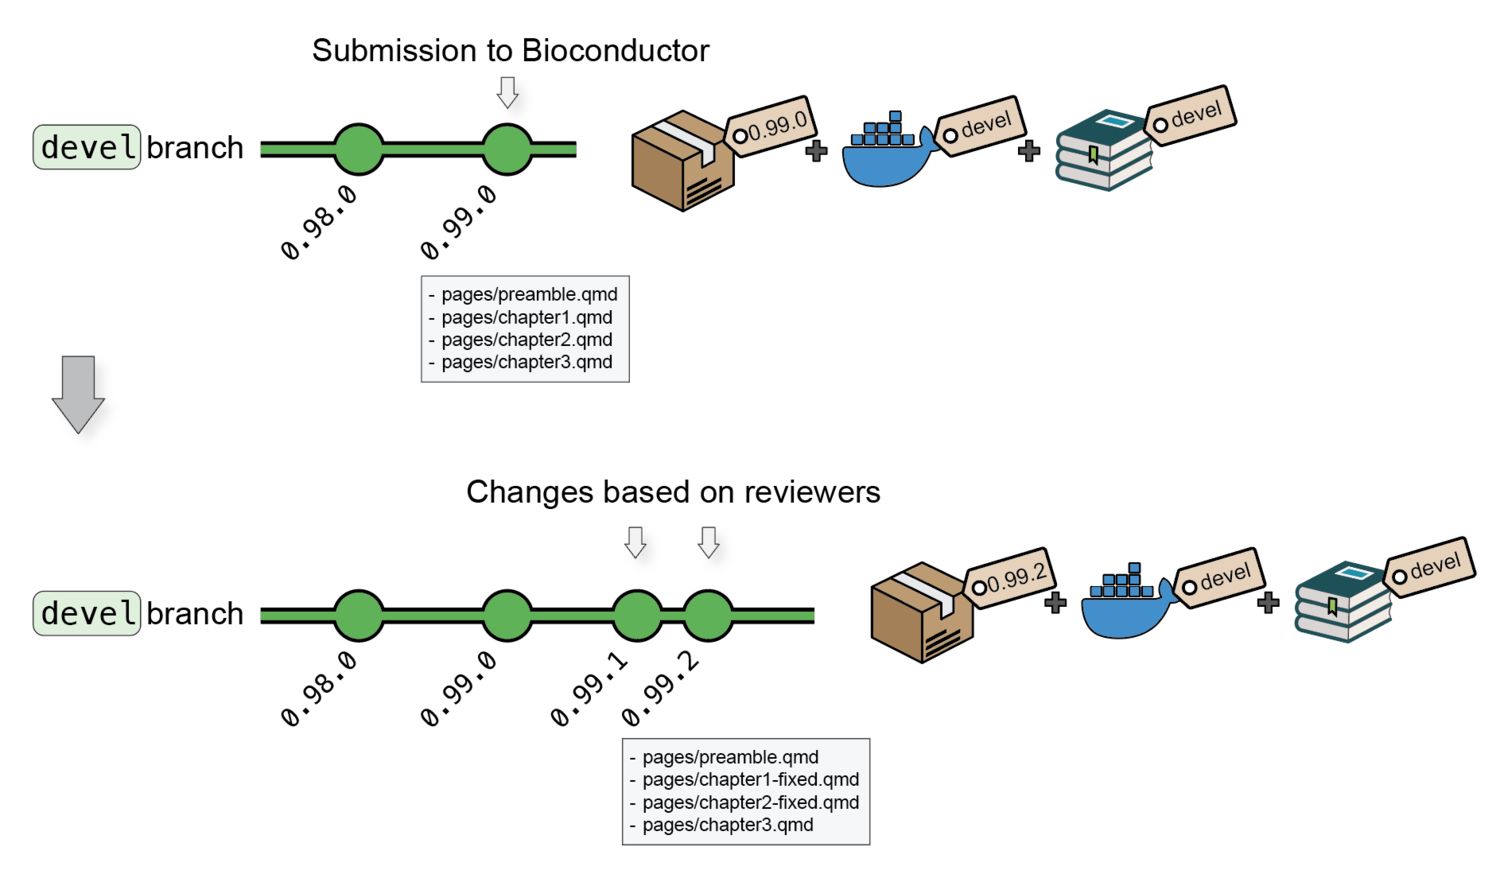 Submission to Bioconductor
devel branch
0.98.0
0.99.0
0.99.0
devel
devel
- pages/preamble.qmd
- pages/chapter1.qmd
- pages/chapter2.qmd
- pages/chapter3.qmd
Changes based on reviewers
devel branch
0.98.0
0.99.0
0.99.1
0.99.2
0.99.2
devel
devel
- pages/preamble.qmd
- pages/chapter1-fixed.qmd
- pages/chapter2-fixed.qmd
- pages/chapter3.qmd